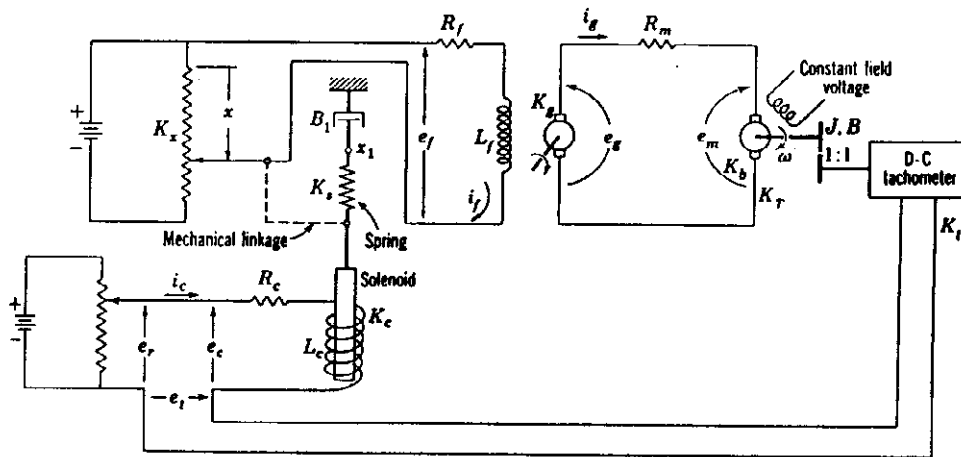 R_f
i_g
R_m
Constant field
voltage
+
-
K_x
x
B_1
x_1
K_s
e_f
L_f
i_f
K_g
e_g
e_m
K_b
K_T
ω
J, B
1:1
D-C
tachometer
K_t
Mechanical linkage
Spring
Solenoid
+
-
i_c
R_c
K_c
L_c
e_r
e_c
e_t